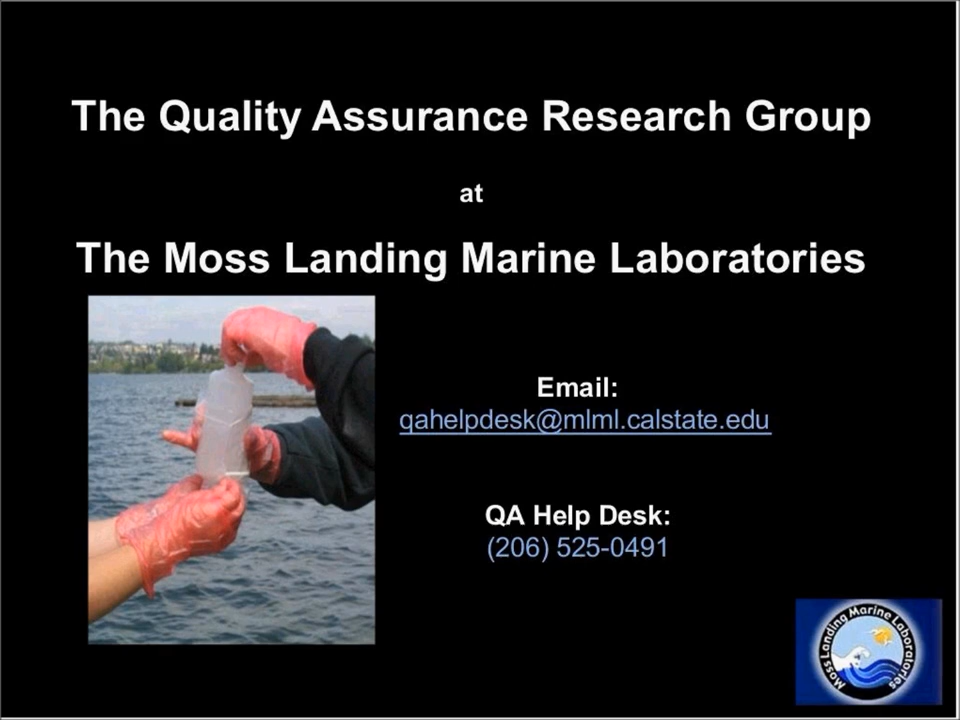 The Quality Assurance Research Group
at
The Moss Landing Marine Laboratories
Email:
qahelpdesk@mlml.calstate.edu
QA Help Desk:
(206) 525-0491
Moss Landing Marine Laboratories